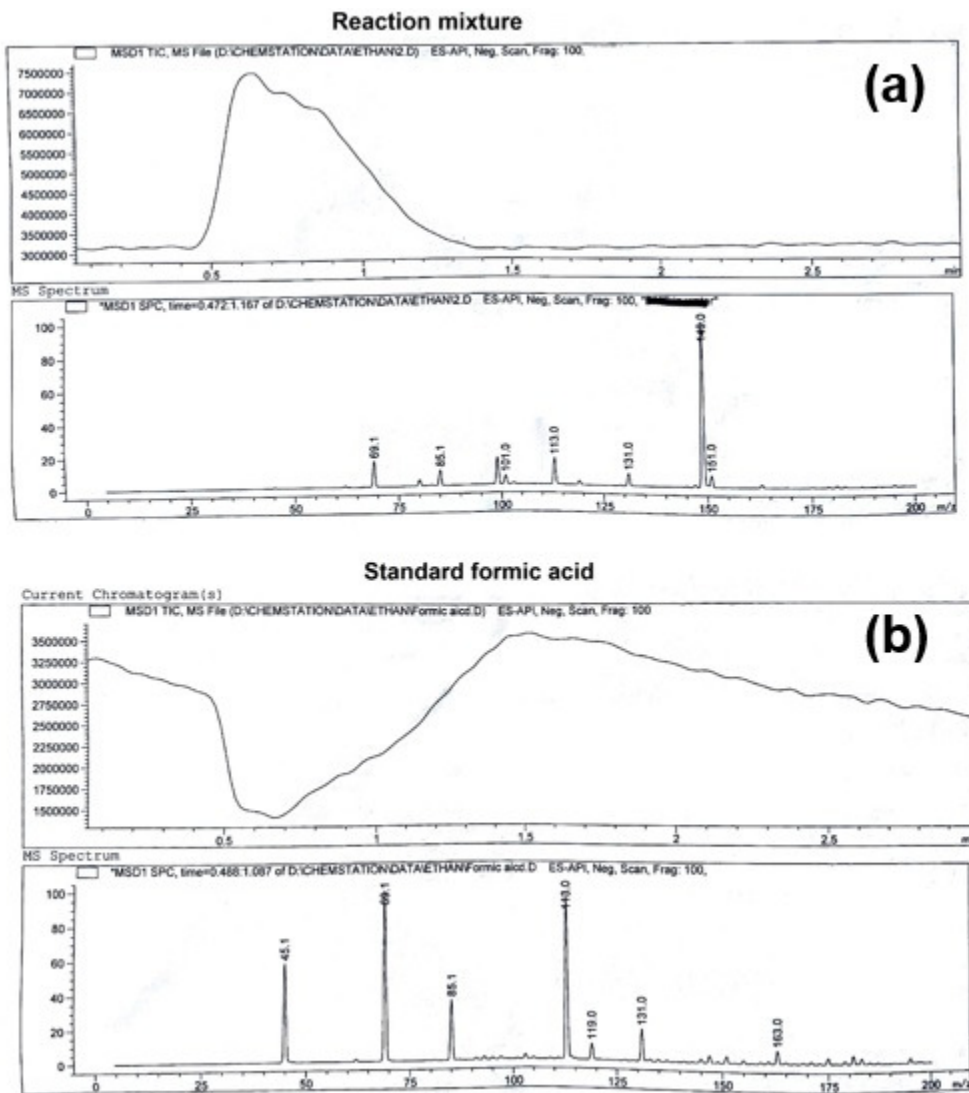 Reaction mixture
MSD1 TIC, MS File (D:\CHEMSTATION\DATA\ETHAN\2.D) ES-API, Neg, Scan, Frag: 100,
(a)
7500000
7000000
6500000
6000000
5500000
5000000
4500000
4000000
3500000
3000000
0.5 1 1.5 2 2.5 min
MS Spectrum
*MSD1 SPC, time=0.472:1.167 of D:\CHEMSTATION\DATA\ETHAN\2.D ES-API, Neg, Scan, Frag: 100,
100
80
60
40
20
0
69.1 85.1 101.0 113.0 131.0 149.0 151.0
0 25 50 75 100 125 150 175 200 m/z
Standard formic acid
Current Chromatogram(s)
MSD1 TIC, MS File (D:\CHEMSTATION\DATA\ETHAN\Formic aicd.D) ES-API, Neg, Scan, Frag: 100
(b)
3500000
3250000
3000000
2750000
2500000
2250000
2000000
1750000
1500000
0.5 1 1.5 2 2.5 m
MS Spectrum
*MSD1 SPC, time=0.488:1.087 of D:\CHEMSTATION\DATA\ETHAN\Formic aicd.D ES-API, Neg, Scan, Frag: 100,
100
80
60
40
20
0
45.1 69.1 85.1 113.0 119.0 131.0 163.0
0 25 50 75 100 125 150 175 200 m/z